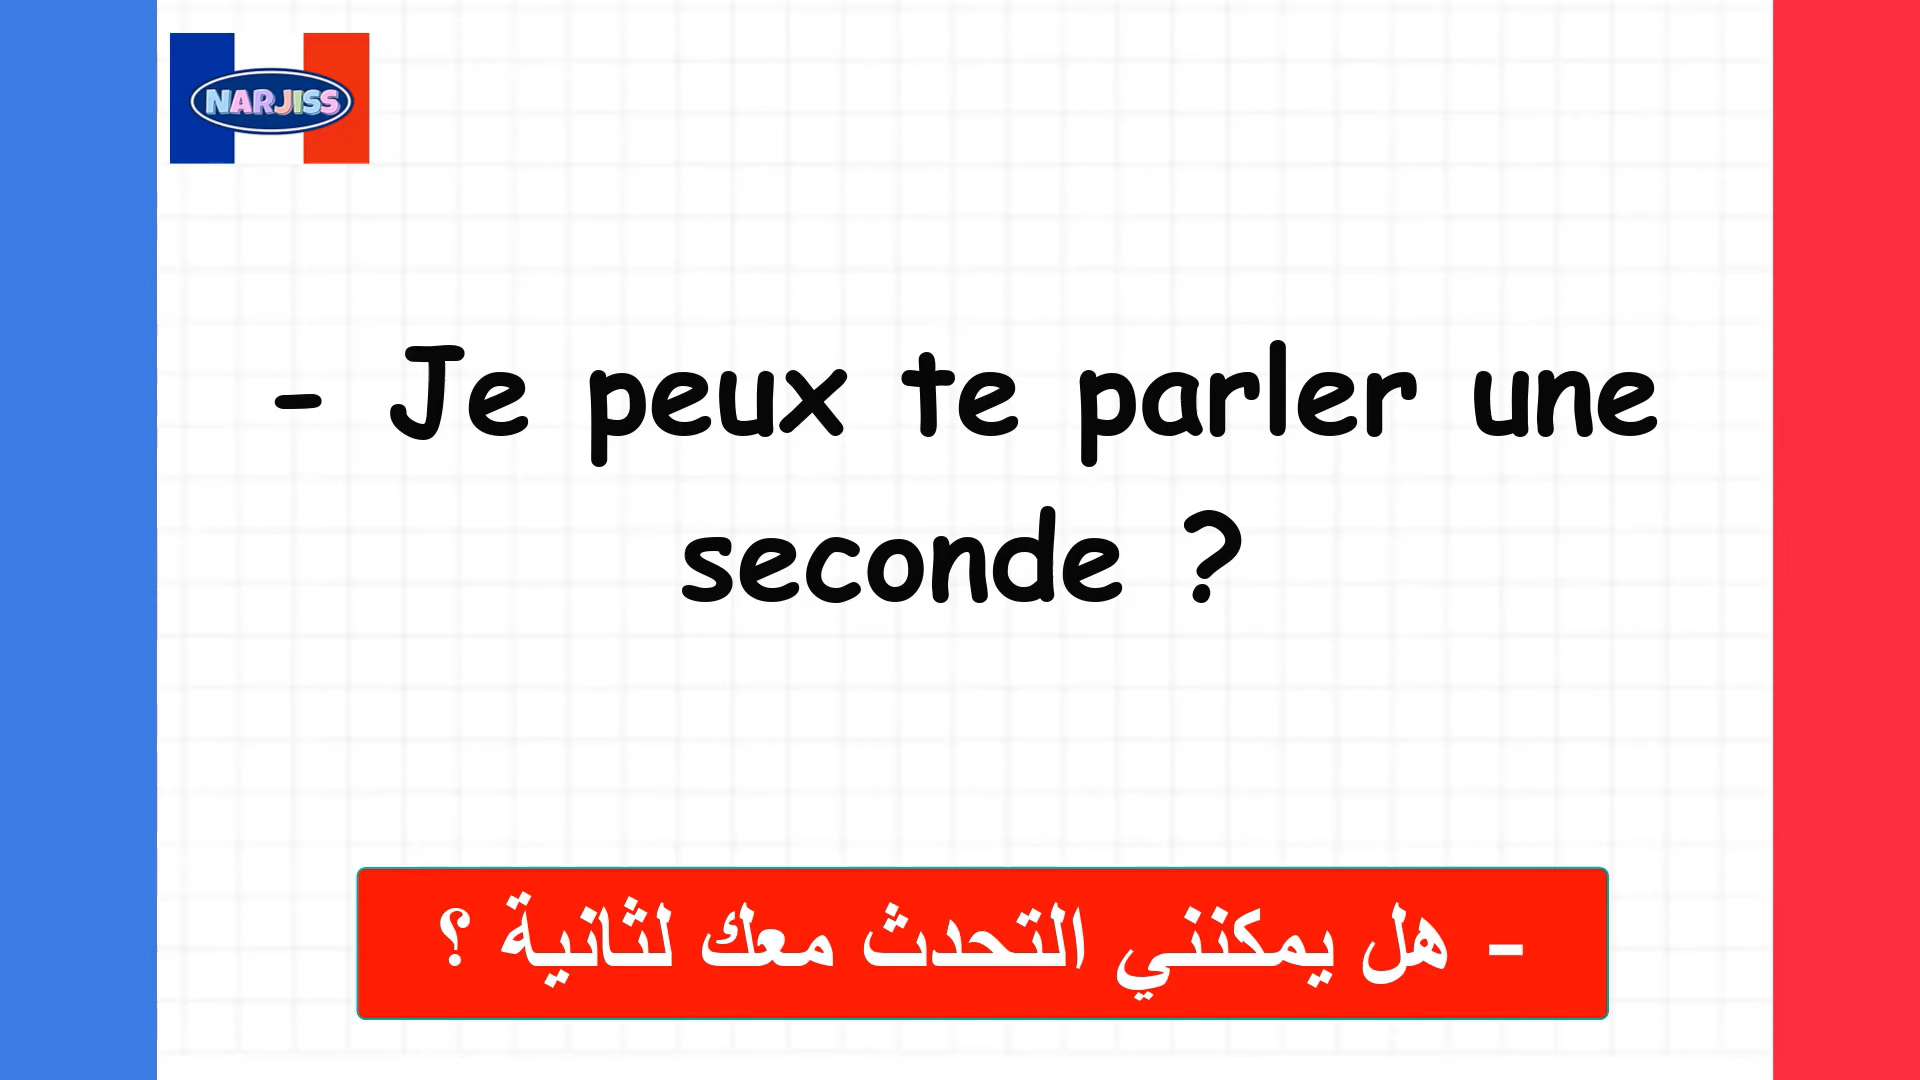 NARJISS
- Je peux te parler une
seconde ?
- هل يمكنني التحدث معك لثانية ؟